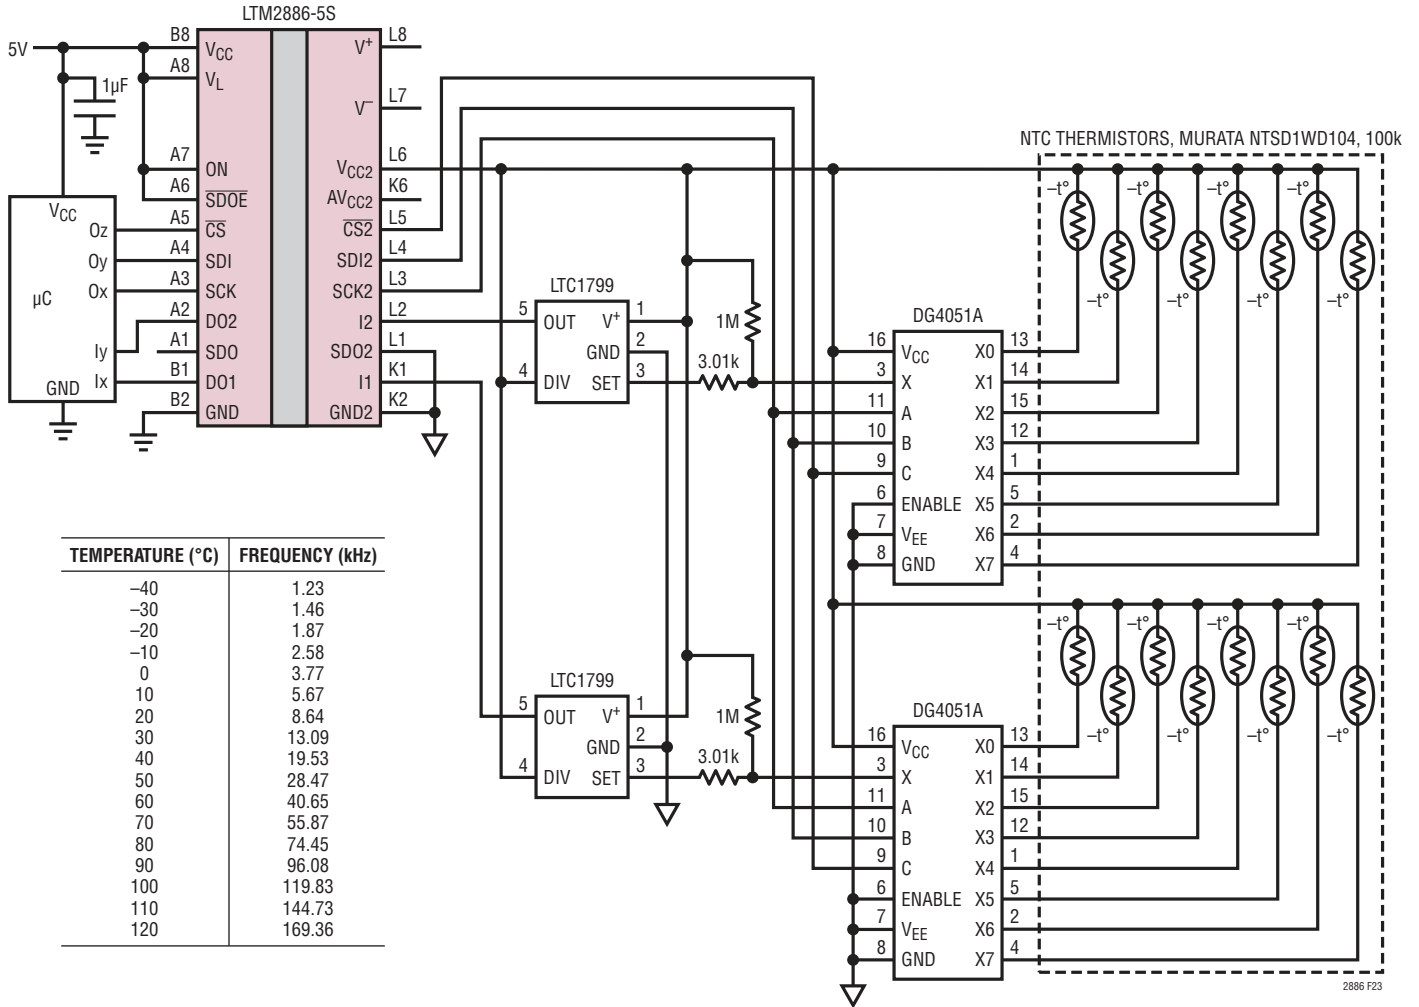 LTM2886-5S
5V
1µF
B8
VCC
A8
VL
A7
ON
A6
SDOE
A5
CS
A4
SDI
A3
SCK
A2
DO2
A1
SDO
B1
DO1
B2
GND
V+
L8
V–
L7
VCC2
L6
AVCC2
K6
CS2
L5
SDI2
L4
SCK2
L3
I2
L2
SDO2
L1
I1
K1
GND2
K2
VCC
Oz
Oy
Ox
µC
Iy
Ix
GND
LTC1799
5
OUT
V+
1
GND
2
4
DIV
SET
3
1M
3.01k
LTC1799
5
OUT
V+
1
GND
2
4
DIV
SET
3
1M
3.01k
NTC THERMISTORS, MURATA NTSD1WD104, 100k
–t° –t° –t° –t°
–t° –t° –t° –t°
DG4051A
16 VCC X0 13
3 X X1 14
11 A X2 15
10 B X3 12
9 C X4 1
6 ENABLE X5 5
7 VEE X6 2
8 GND X7 4
–t° –t° –t° –t°
–t° –t° –t° –t°
DG4051A
16 VCC X0 13
3 X X1 14
11 A X2 15
10 B X3 12
9 C X4 1
6 ENABLE X5 5
7 VEE X6 2
8 GND X7 4
TEMPERATURE (°C) FREQUENCY (kHz)
–40 1.23
–30 1.46
–20 1.87
–10 2.58
0 3.77
10 5.67
20 8.64
30 13.09
40 19.53
50 28.47
60 40.65
70 55.87
80 74.45
90 96.08
100 119.83
110 144.73
120 169.36
2886 F23